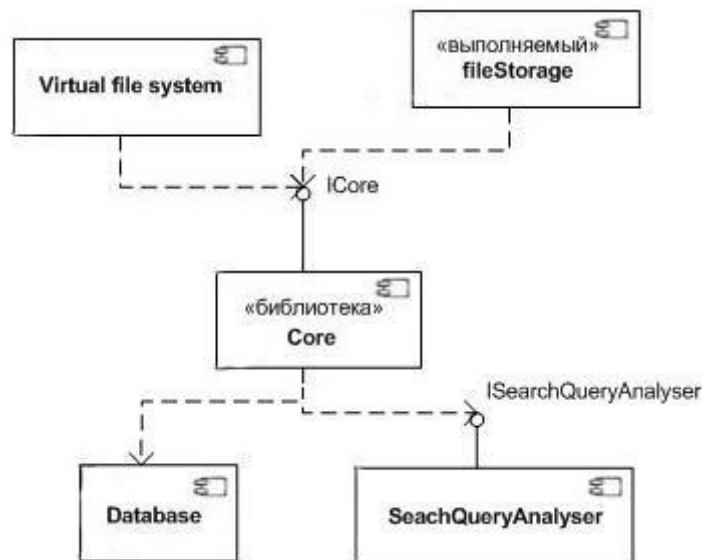 «выполняемый»
fileStorage
Virtual file system
ICore
«библиотека»
Core
ISearchQueryAnalyser
Database
SeachQueryAnalyser